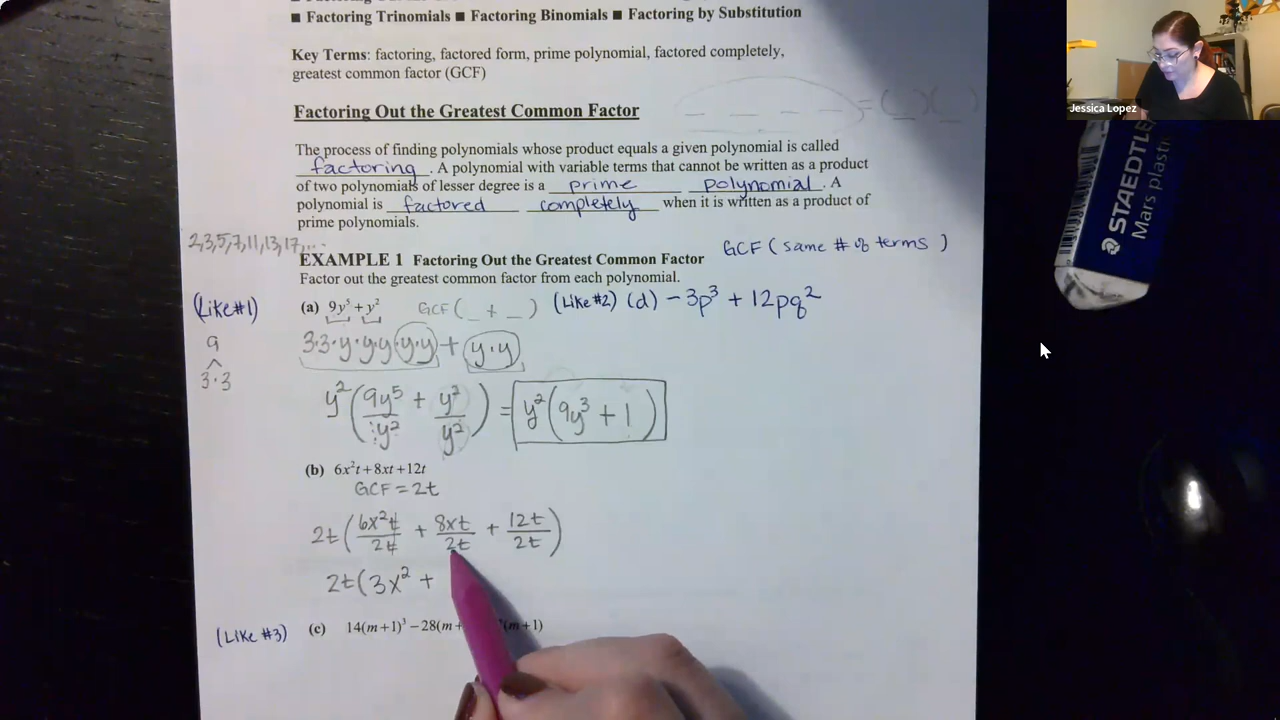 ■ Factoring Trinomials ■ Factoring Binomials ■ Factoring by Substitution
Key Terms: factoring, factored form, prime polynomial, factored completely,
greatest common factor (GCF)
Jessica Lopez
Factoring Out the Greatest Common Factor
_ _ _ _ = (_)(_)
The process of finding polynomials whose product equals a given polynomial is called
factoring. A polynomial with variable terms that cannot be written as a product
of two polynomials of lesser degree is a prime polynomial. A
polynomial is factored completely when it is written as a product of
prime polynomials.
STAEDTLER
Mars plastic
2,3,5,7,11,13,17,...
GCF (same # of terms)
EXAMPLE 1 Factoring Out the Greatest Common Factor
Factor out the greatest common factor from each polynomial.
(Like #1) (a) 9y⁵ + y² GCF (_ + _) (Like #2) (d) -3p³ + 12pq²
9
3·3
3·3·y·y·y·y·y + y·y
y²(9y⁵/y² + y²/y²) = y²(9y³ + 1)
(b) 6x²t + 8xt + 12t
GCF = 2t
2t(6x²t/2t + 8xt/2t + 12t/2t)
2t(3x² +
(Like #3) (c) 14(m+1)³ − 28(m+ (m+1)